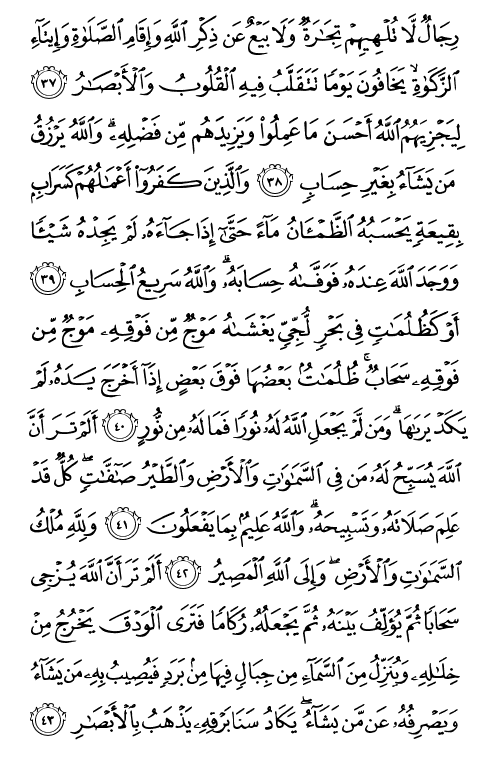 رِجَالٌ لَّا تُلْهِيهِمْ تِجَٰرَةٌ وَلَا بَيْعٌ عَن ذِكْرِ ٱللَّهِ وَإِقَامِ ٱلصَّلَوٰةِ وَإِيتَآءِ
ٱلزَّكَوٰةِ ۙ يَخَافُونَ يَوْمًا تَتَقَلَّبُ فِيهِ ٱلْقُلُوبُ وَٱلْأَبْصَٰرُ ٣٧
لِيَجْزِيَهُمُ ٱللَّهُ أَحْسَنَ مَا عَمِلُوا۟ وَيَزِيدَهُم مِّن فَضْلِهِۦ ۗ وَٱللَّهُ يَرْزُقُ
مَن يَشَآءُ بِغَيْرِ حِسَابٍ ٣٨ وَٱلَّذِينَ كَفَرُوٓا۟ أَعْمَٰلُهُمْ كَسَرَابٍۭ
بِقِيعَةٍ يَحْسَبُهُ ٱلظَّمْـَٔانُ مَآءً حَتَّىٰٓ إِذَا جَآءَهُۥ لَمْ يَجِدْهُ شَيْـًٔا
وَوَجَدَ ٱللَّهَ عِندَهُۥ فَوَفَّىٰهُ حِسَابَهُۥ ۗ وَٱللَّهُ سَرِيعُ ٱلْحِسَابِ ٣٩
أَوْ كَظُلُمَٰتٍ فِى بَحْرٍ لُّجِّىٍّ يَغْشَىٰهُ مَوْجٌ مِّن فَوْقِهِۦ مَوْجٌ مِّن
فَوْقِهِۦ سَحَابٌ ۚ ظُلُمَٰتٌۢ بَعْضُهَا فَوْقَ بَعْضٍ إِذَآ أَخْرَجَ يَدَهُۥ لَمْ
يَكَدْ يَرَىٰهَا ۗ وَمَن لَّمْ يَجْعَلِ ٱللَّهُ لَهُۥ نُورًا فَمَا لَهُۥ مِن نُّورٍ ٤٠ أَلَمْ تَرَ أَنَّ
ٱللَّهَ يُسَبِّحُ لَهُۥ مَن فِى ٱلسَّمَٰوَٰتِ وَٱلْأَرْضِ وَٱلطَّيْرُ صَٰٓفَّٰتٍ ۖ كُلٌّ قَدْ
عَلِمَ صَلَاتَهُۥ وَتَسْبِيحَهُۥ ۗ وَٱللَّهُ عَلِيمٌۢ بِمَا يَفْعَلُونَ ٤١ وَلِلَّهِ مُلْكُ
ٱلسَّمَٰوَٰتِ وَٱلْأَرْضِ ۖ وَإِلَى ٱللَّهِ ٱلْمَصِيرُ ٤٢ أَلَمْ تَرَ أَنَّ ٱللَّهَ يُزْجِى
سَحَابًا ثُمَّ يُؤَلِّفُ بَيْنَهُۥ ثُمَّ يَجْعَلُهُۥ رُكَامًا فَتَرَى ٱلْوَدْقَ يَخْرُجُ مِنْ
خِلَٰلِهِۦ وَيُنَزِّلُ مِنَ ٱلسَّمَآءِ مِن جِبَالٍ فِيهَا مِنۢ بَرَدٍ فَيُصِيبُ بِهِۦ مَن يَشَآءُ
وَيَصْرِفُهُۥ عَن مَّن يَشَآءُ ۖ يَكَادُ سَنَا بَرْقِهِۦ يَذْهَبُ بِٱلْأَبْصَٰرِ ٤٣